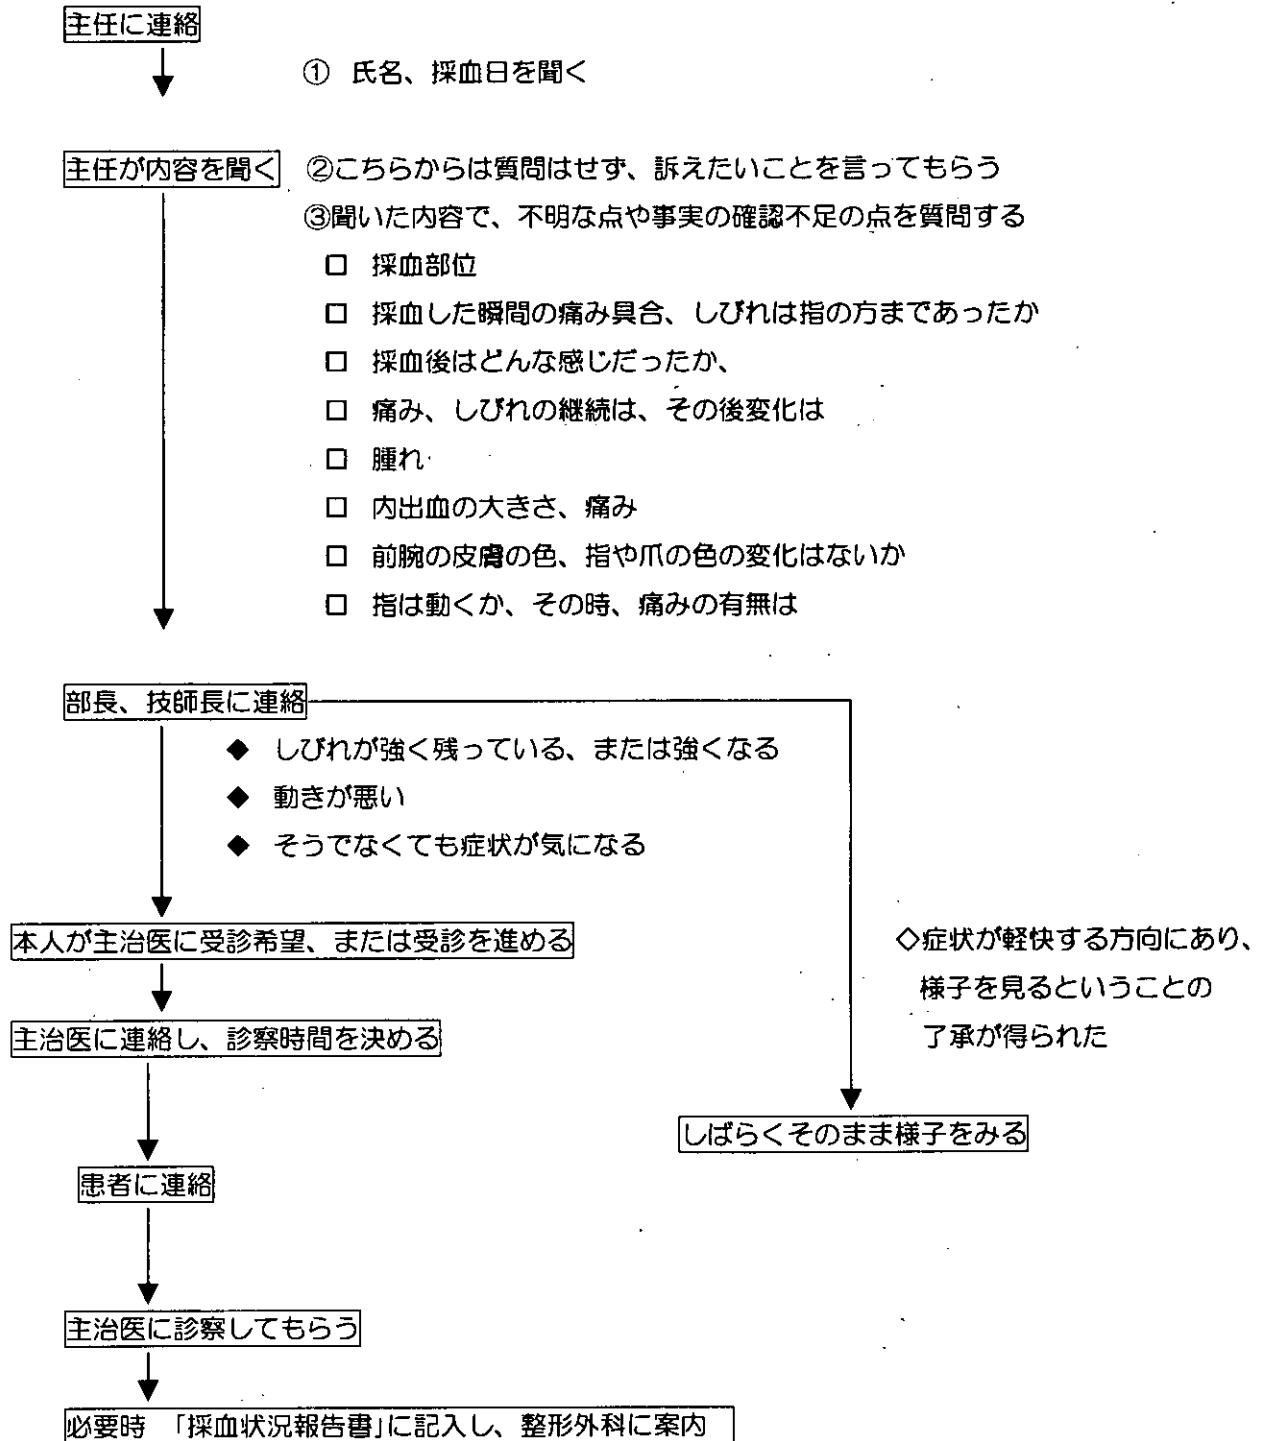 主任に連絡
① 氏名、採血日を聞く
主任が内容を聞く ②こちらからは質問はせず、訴えたいことを言ってもらう
③聞いた内容で、不明な点や事実の確認不足の点を質問する
□ 採血部位
□ 採血した瞬間の痛み具合、しびれは指の方まであったか
□ 採血後はどんな感じだったか、
□ 痛み、しびれの継続は、その後変化は
□ 腫れ
□ 内出血の大きさ、痛み
□ 前腕の皮膚の色、指や爪の色の変化はないか
□ 指は動くか、その時、痛みの有無は
部長、技師長に連絡
◆ しびれが強く残っている、または強くなる
◆ 動きが悪い
◆ そうでなくても症状が気になる
本人が主治医に受診希望、または受診を進める
主治医に連絡し、診察時間を決める
◇症状が軽快する方向にあり、
様子を見るということの
了承が得られた
しばらくそのまま様子をみる
患者に連絡
主治医に診察してもらう
必要時 「採血状況報告書」に記入し、整形外科に案内